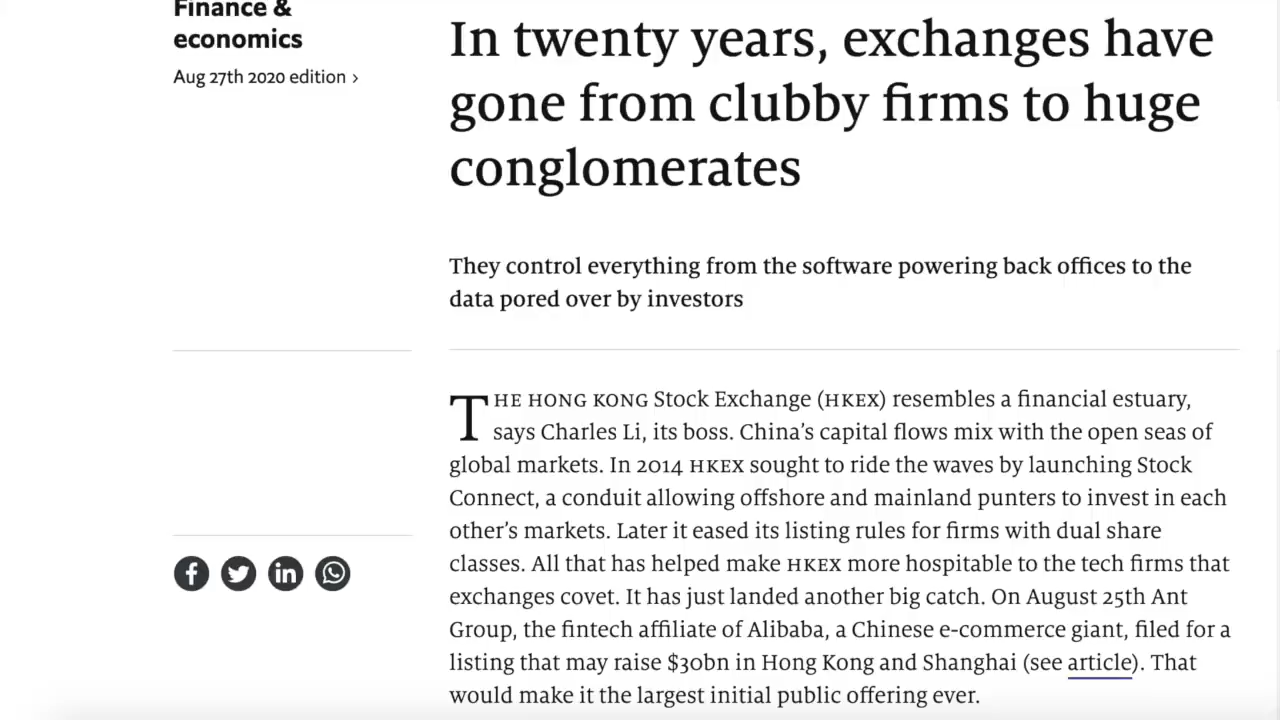 Finance &
economics
Aug 27th 2020 edition ›
In twenty years, exchanges have
gone from clubby firms to huge
conglomerates
They control everything from the software powering back offices to the
data pored over by investors
THE HONG KONG Stock Exchange (HKEX) resembles a financial estuary,
says Charles Li, its boss. China’s capital flows mix with the open seas of
global markets. In 2014 HKEX sought to ride the waves by launching Stock
Connect, a conduit allowing offshore and mainland punters to invest in each
other’s markets. Later it eased its listing rules for firms with dual share
classes. All that has helped make HKEX more hospitable to the tech firms that
exchanges covet. It has just landed another big catch. On August 25th Ant
Group, the fintech affiliate of Alibaba, a Chinese e-commerce giant, filed for a
listing that may raise $30bn in Hong Kong and Shanghai (see article). That
would make it the largest initial public offering ever.